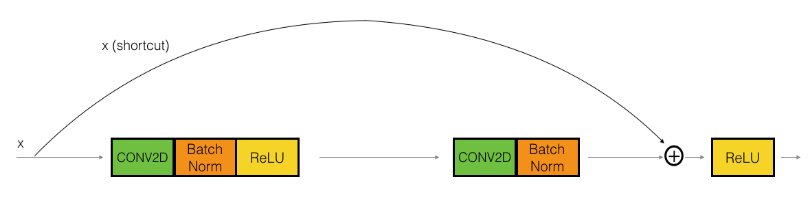 x (shortcut)
x
CONV2D
Batch
Norm
ReLU
CONV2D
Batch
Norm
ReLU